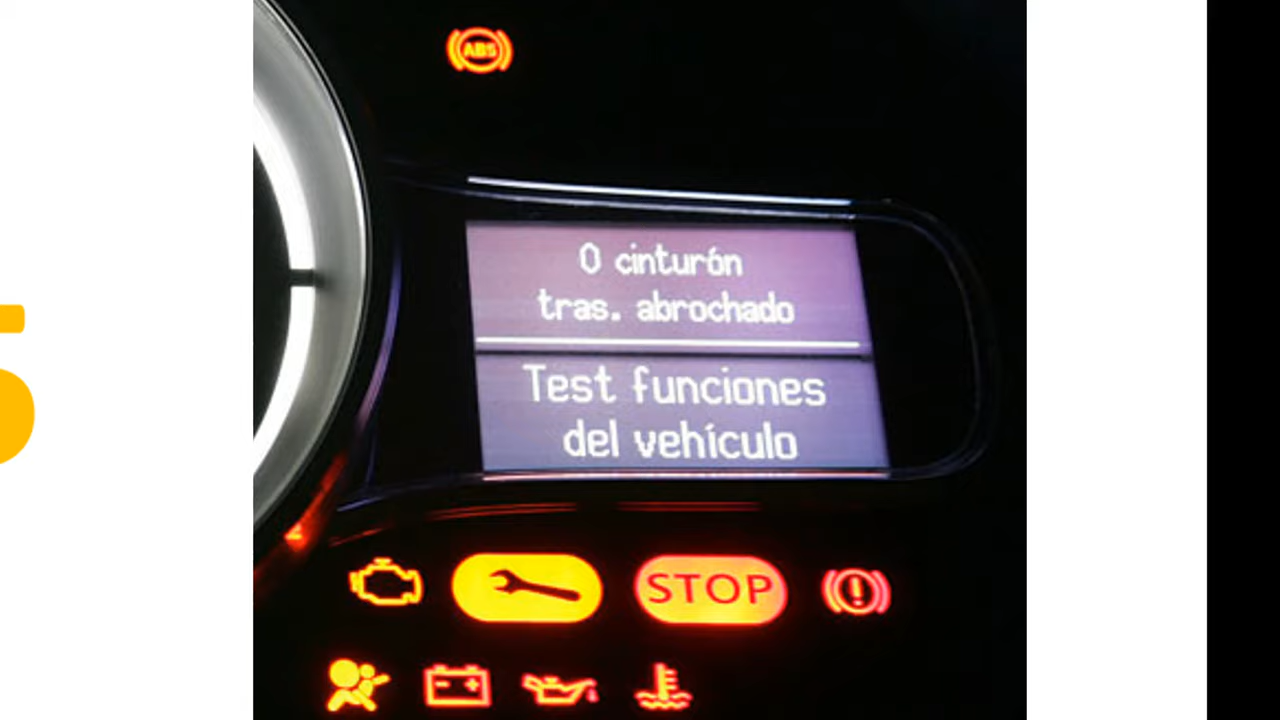 ABS
0 cinturón
tras. abrochado
Test funciones
del vehículo
STOP